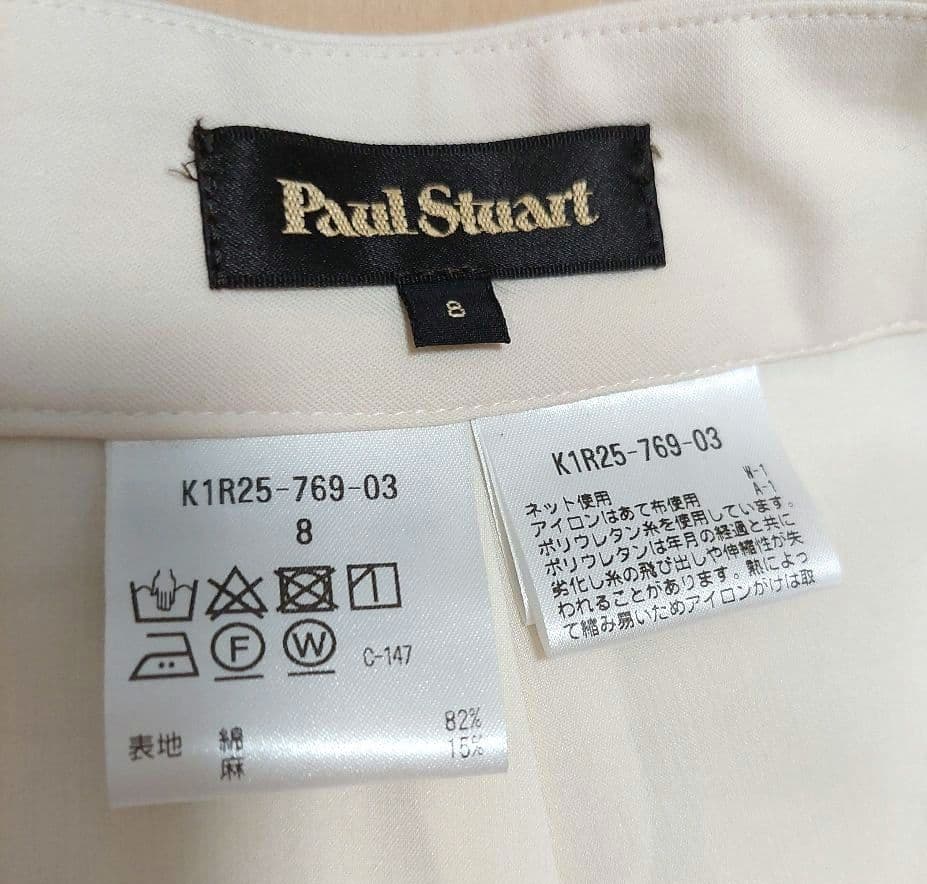 Paul Stuart
8
K1R25-769-03
8
F
W
C-147
表地 綿 82%
麻 15%
K1R25-769-03
W-1
A-1
ネット使用
アイロンはあて布使用
ポリウレタン糸を使用しています。
ポリウレタンは年月の経過と共に
劣化し糸の飛び出しや伸縮性が失
われることがあります。熱によっ
て縮み易いためアイロンがけは取